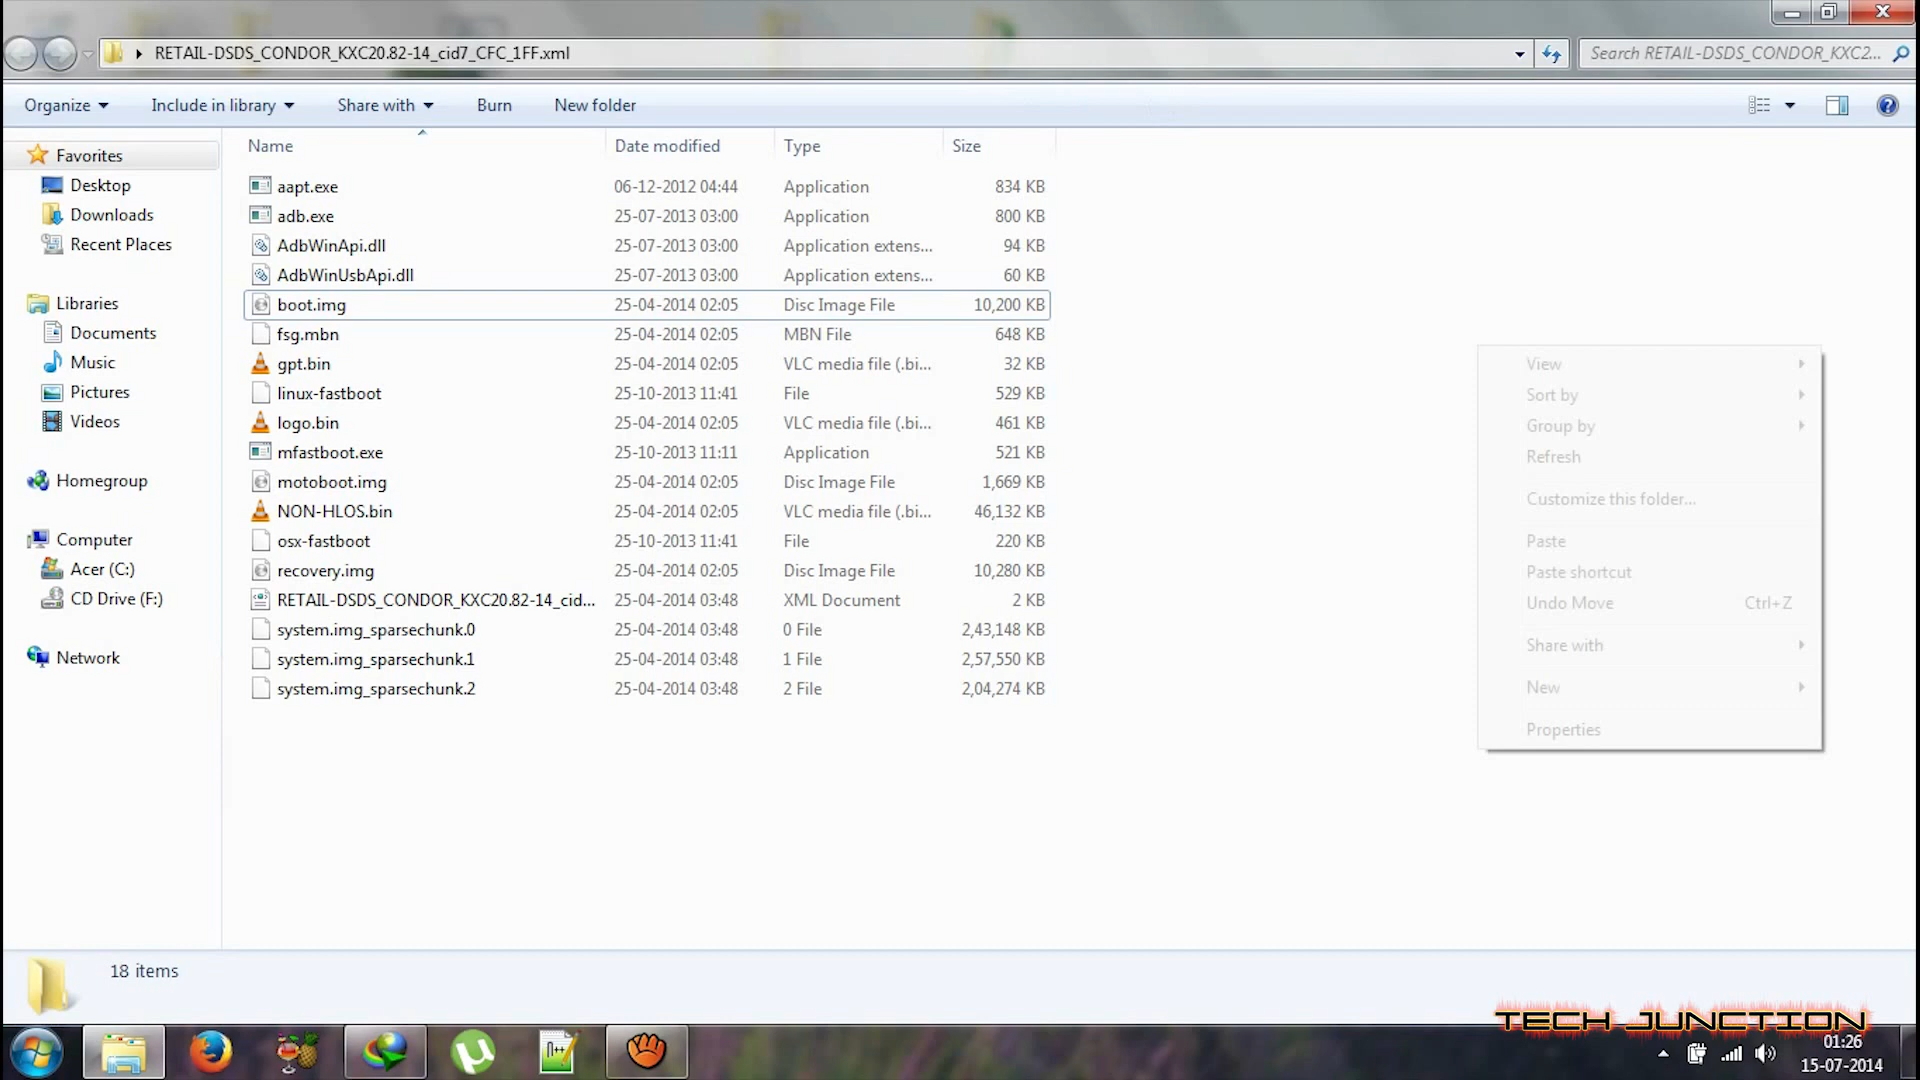 RETAIL-DSDS_CONDOR_KXC20.82-14_cid7_CFC_1FF.xml
Search RETAIL-DSDS_CONDOR_KXC2...
Organize Include in library Share with Burn New folder
Name Date modified Type Size
Favorites
Desktop
Downloads
Recent Places
Libraries
Documents
Music
Pictures
Videos
Homegroup
Computer
Acer (C:)
CD Drive (F:)
Network
aapt.exe 06-12-2012 04:44 Application 834 KB
adb.exe 25-07-2013 03:00 Application 800 KB
AdbWinApi.dll 25-07-2013 03:00 Application extens... 94 KB
AdbWinUsbApi.dll 25-07-2013 03:00 Application extens... 60 KB
boot.img 25-04-2014 02:05 Disc Image File 10,200 KB
fsg.mbn 25-04-2014 02:05 MBN File 648 KB
gpt.bin 25-04-2014 02:05 VLC media file (.bi... 32 KB
linux-fastboot 25-10-2013 11:41 File 529 KB
logo.bin 25-04-2014 02:05 VLC media file (.bi... 461 KB
mfastboot.exe 25-10-2013 11:11 Application 521 KB
motoboot.img 25-04-2014 02:05 Disc Image File 1,669 KB
NON-HLOS.bin 25-04-2014 02:05 VLC media file (.bi... 46,132 KB
osx-fastboot 25-10-2013 11:41 File 220 KB
recovery.img 25-04-2014 02:05 Disc Image File 10,280 KB
RETAIL-DSDS_CONDOR_KXC20.82-14_cid... 25-04-2014 03:48 XML Document 2 KB
system.img_sparsechunk.0 25-04-2014 03:48 0 File 2,43,148 KB
system.img_sparsechunk.1 25-04-2014 03:48 1 File 2,57,550 KB
system.img_sparsechunk.2 25-04-2014 03:48 2 File 2,04,274 KB
View
Sort by
Group by
Refresh
Customize this folder...
Paste
Paste shortcut
Undo Move Ctrl+Z
Share with
New
Properties
18 items
TECH JUNCTION
01:26
15-07-2014